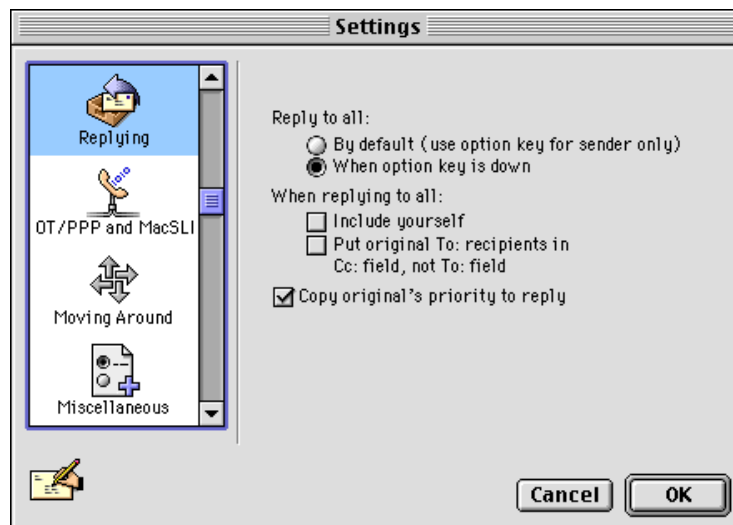 Settings
Replying
OT/PPP and MacSLI
Moving Around
Miscellaneous
Reply to all:
By default (use option key for sender only)
When option key is down
When replying to all:
Include yourself
Put original To: recipients in
Cc: field, not To: field
Copy original's priority to reply
Cancel
OK